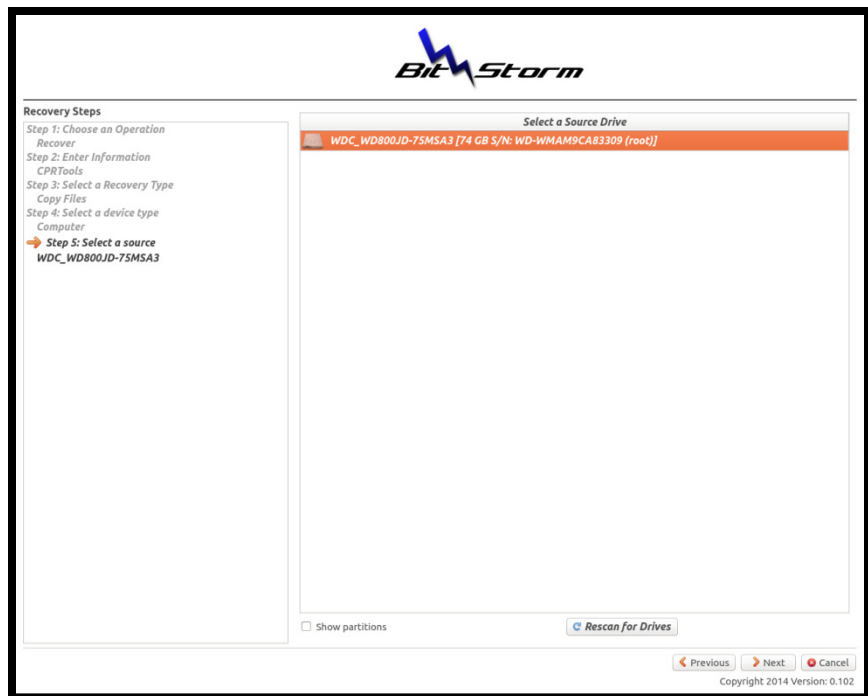 Bit Storm
Recovery Steps
Step 1: Choose an Operation
Recover
Step 2: Enter Information
CPRTools
Step 3: Select a Recovery Type
Copy Files
Step 4: Select a device type
Computer
Step 5: Select a source
WDC_WD800JD-75MSA3
Select a Source Drive
WDC_WD800JD-75MSA3 [74 GB S/N: WD-WMAM9CA83309 (root)]
Show partitions
Rescan for Drives
Previous
Next
Cancel
Copyright 2014 Version: 0.102